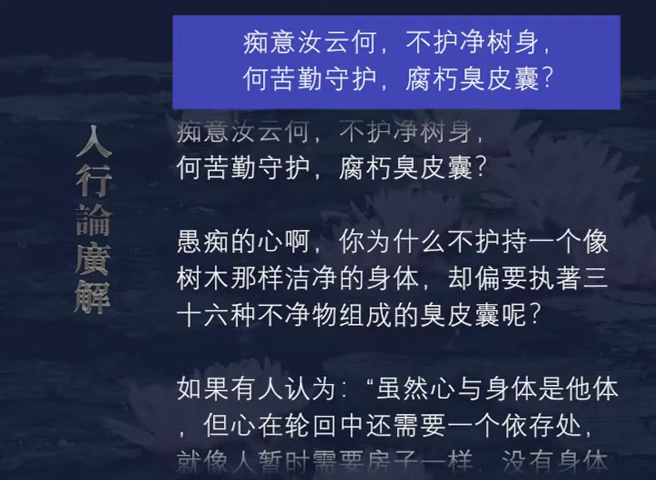 痴意汝云何，不护净树身，
何苦勤守护，腐朽臭皮囊？
痴意汝云何，不护净树身，
何苦勤守护，腐朽臭皮囊？
愚痴的心啊，你为什么不护持一个像
树木那样洁净的身体，却偏要执著三
十六种不净物组成的臭皮囊呢？
如果有人认为：“虽然心与身体是他体
，但心在轮回中还需要一个依存处，
就像人暂时需要房子一样，没有身体
入行論廣解